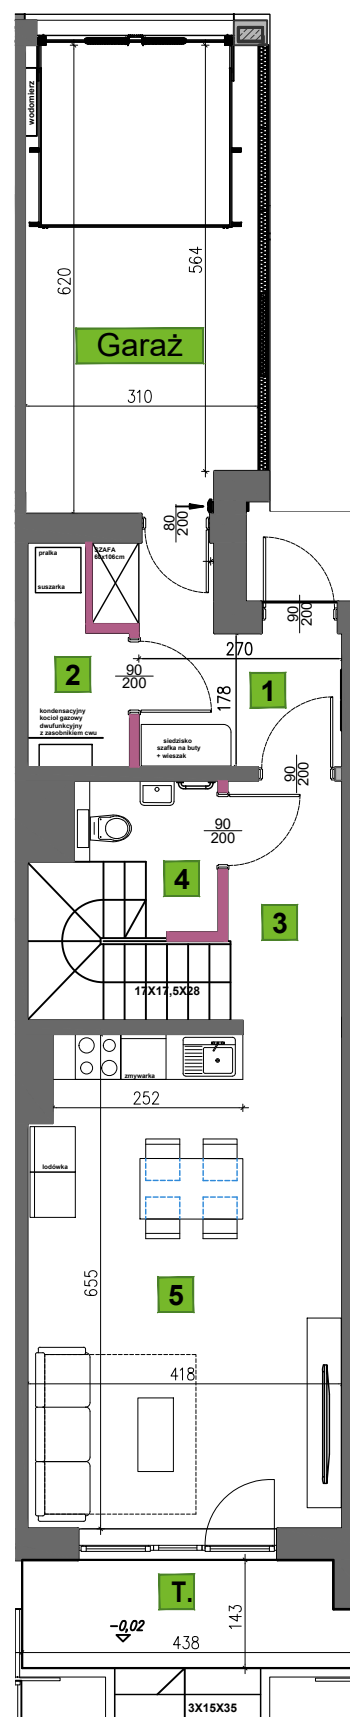 wodomierz
564
620
Garaż
310
80
200
pralka
SZAFA
60x106cm
suszarka
90
200
270
2
90
200
1
178
kondensacyjny
kocioł gazowy
dwufunkcyjny
z zasobnikiem cwu
siedzisko
szafka na buty
+ wieszak
90
200
90
200
4
3
17X17,5X28
zmywarka
252
lodówka
655
5
418
T.
-0,02
143
438
3X15X35